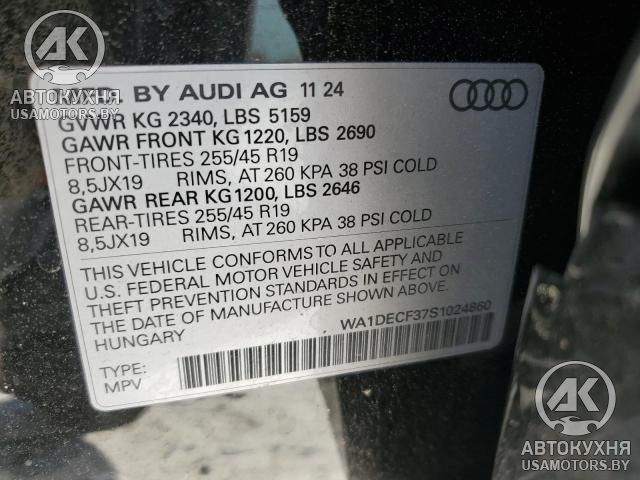 AK
АВТОКУХНЯ
USAMOTORS.BY
BY AUDI AG 11 24
GVWR KG 2340, LBS 5159
GAWR FRONT KG 1220, LBS 2690
FRONT-TIRES 255/45 R19
8,5JX19 RIMS, AT 260 KPA 38 PSI COLD
GAWR REAR KG1200, LBS 2646
REAR-TIRES 255/45 R19
8,5JX19 RIMS, AT 260 KPA 38 PSI COLD
THIS VEHICLE CONFORMS TO ALL APPLICABLE
U.S. FEDERAL MOTOR VEHICLE SAFETY AND
THEFT PREVENTION STANDARDS IN EFFECT ON
THE DATE OF MANUFACTURE SHOWN ABOVE.
HUNGARY
WA1DECF37S1024860
TYPE:
MPV
AK
АВТОКУХНЯ
USAMOTORS.BY